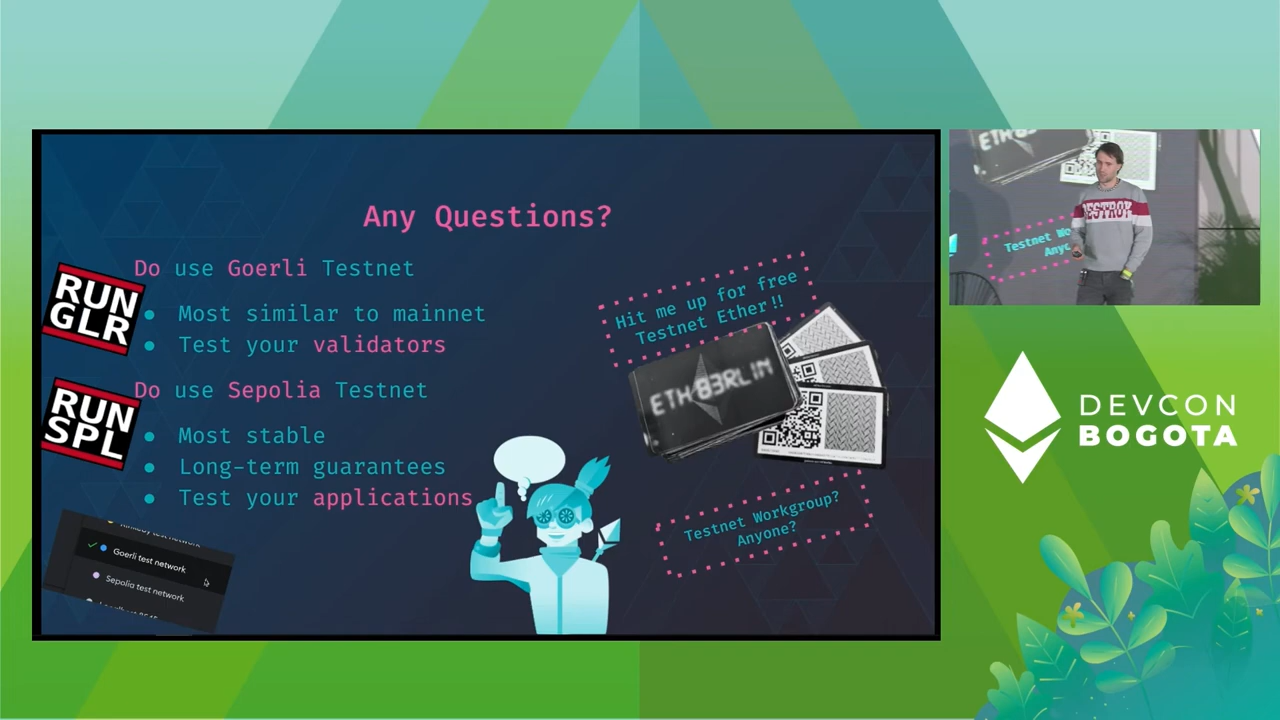 Any Questions?
Do use Goerli Testnet
RUN
GLR
Most similar to mainnet
Test your validators
Do use Sepolia Testnet
RUN
SPL
Most stable
Long-term guarantees
Test your applications
Goerli test network
Sepolia test network
Hit me up for free
Testnet Ether!!
ETHB3RL1N
Testnet Workgroup?
Anyone?
DESTROY
DEVCON
BOGOTA